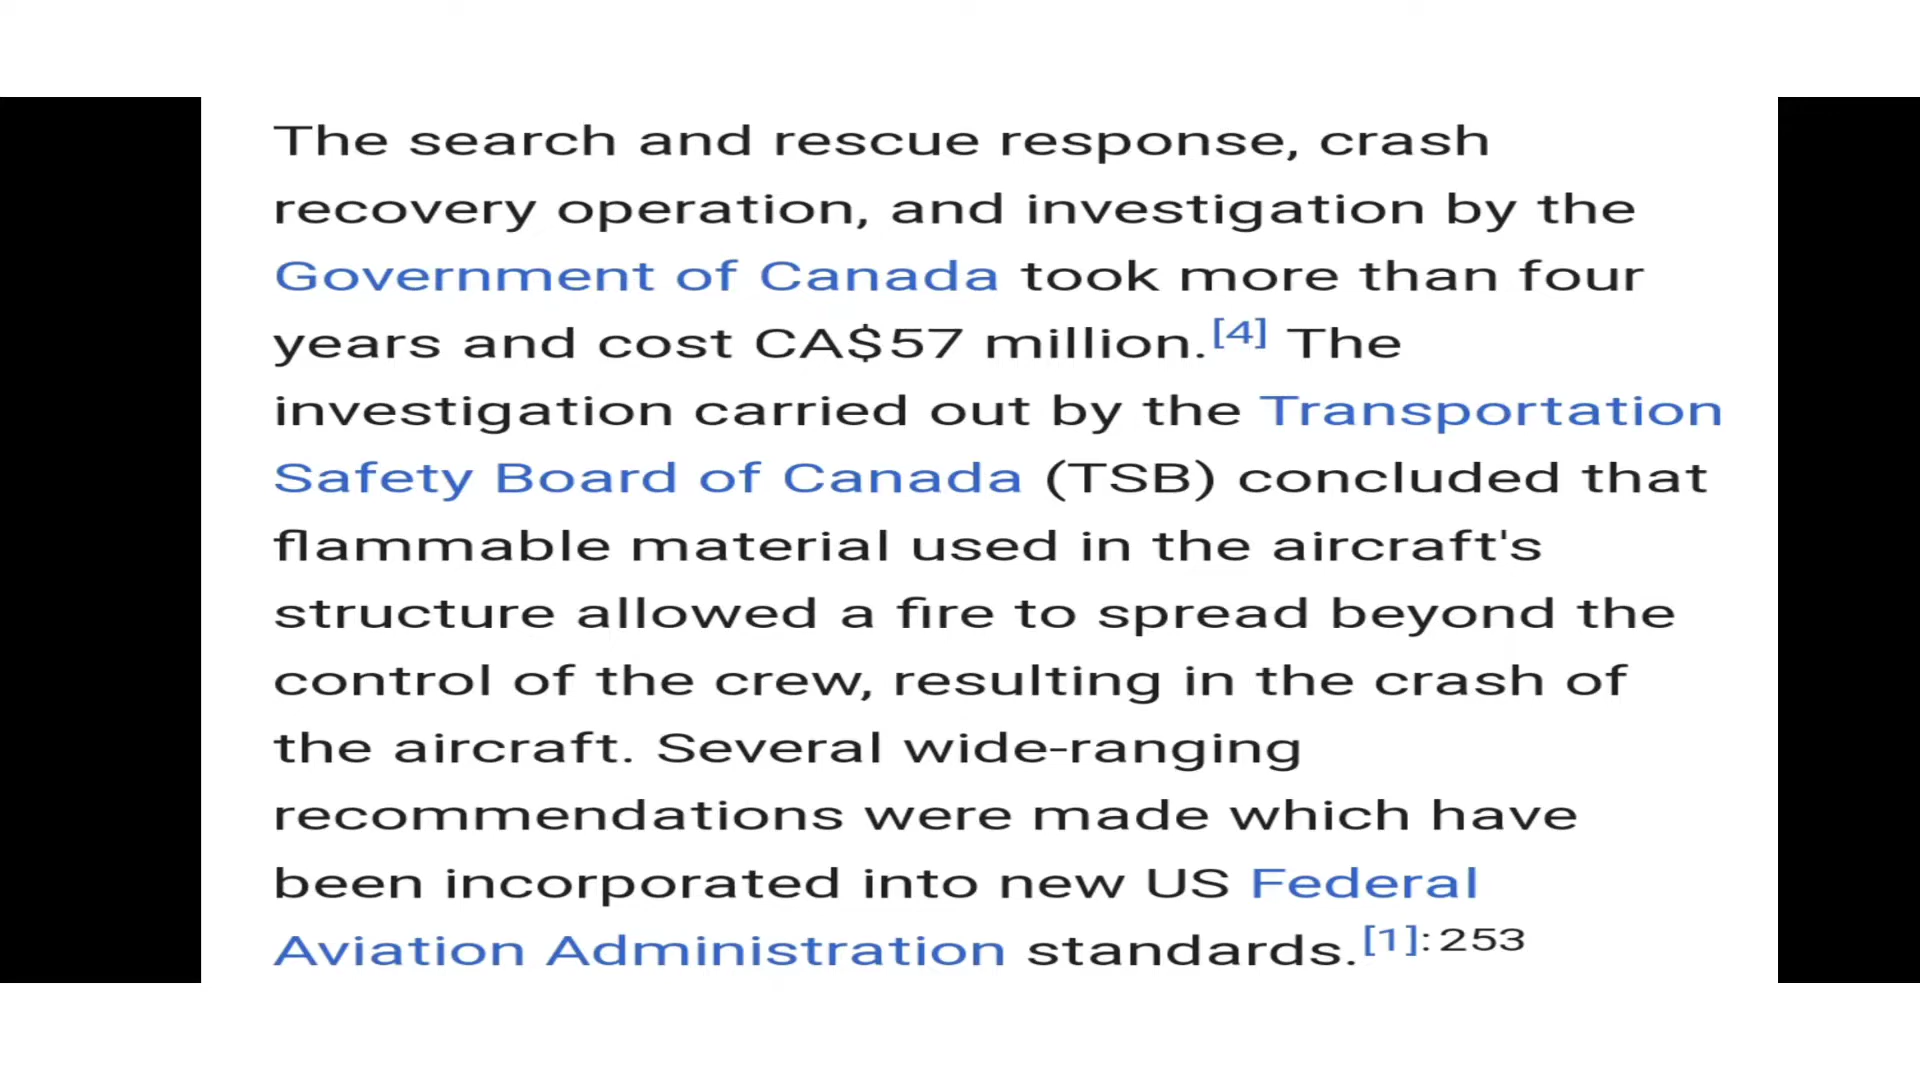 The search and rescue response, crash
recovery operation, and investigation by the
Government of Canada took more than four
years and cost CA$57 million.[4] The
investigation carried out by the Transportation
Safety Board of Canada (TSB) concluded that
flammable material used in the aircraft's
structure allowed a fire to spread beyond the
control of the crew, resulting in the crash of
the aircraft. Several wide-ranging
recommendations were made which have
been incorporated into new US Federal
Aviation Administration standards.[1]:253